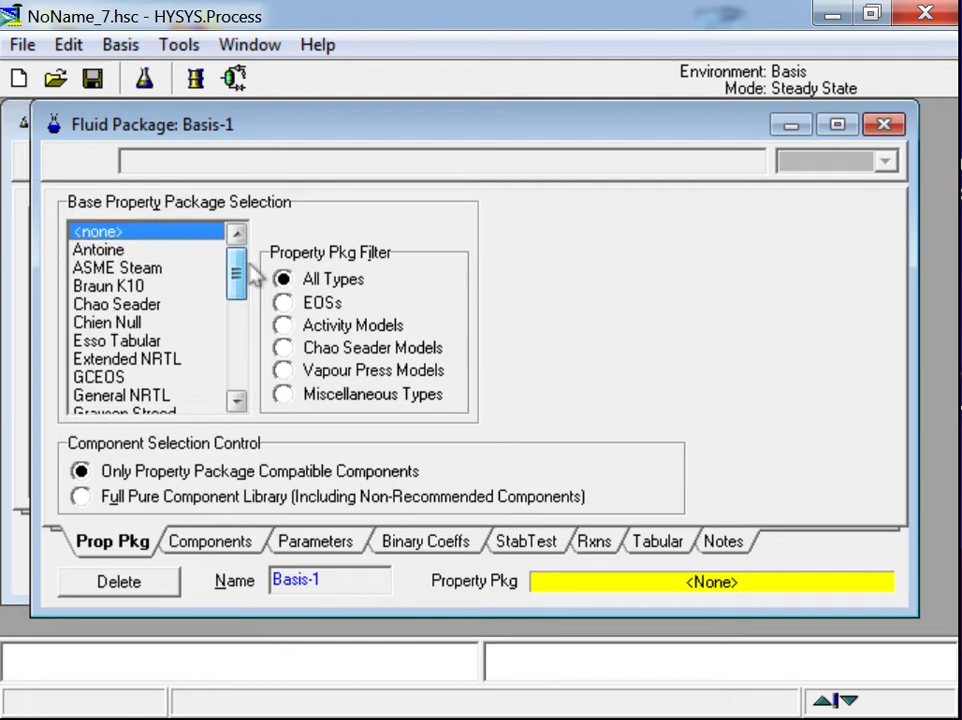 NoName_7.hsc - HYSYS.Process
File Edit Basis Tools Window Help
Environment: Basis
Mode: Steady State
Fluid Package: Basis-1
Base Property Package Selection
<none>
Antoine
ASME Steam
Braun K10
Chao Seader
Chien Null
Esso Tabular
Extended NRTL
GCEOS
General NRTL
Grayson Streed
Property Pkg Filter
All Types
EOSs
Activity Models
Chao Seader Models
Vapour Press Models
Miscellaneous Types
Component Selection Control
Only Property Package Compatible Components
Full Pure Component Library (Including Non-Recommended Components)
Prop Pkg Components Parameters Binary Coeffs StabTest Rxns Tabular Notes
Delete Name Basis-1 Property Pkg <None>